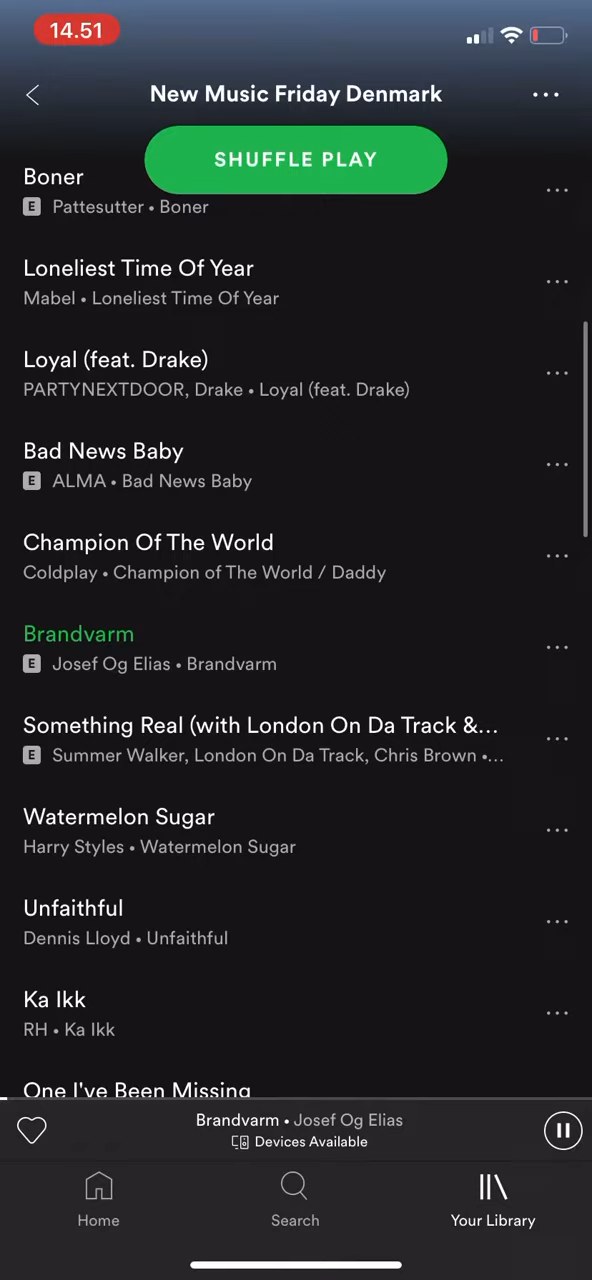 14.51
New Music Friday Denmark
SHUFFLE PLAY
Boner
E Pattesutter • Boner
Loneliest Time Of Year
Mabel • Loneliest Time Of Year
Loyal (feat. Drake)
PARTYNEXTDOOR, Drake • Loyal (feat. Drake)
Bad News Baby
E ALMA • Bad News Baby
Champion Of The World
Coldplay • Champion of The World / Daddy
Brandvarm
E Josef Og Elias • Brandvarm
Something Real (with London On Da Track &...
E Summer Walker, London On Da Track, Chris Brown •...
Watermelon Sugar
Harry Styles • Watermelon Sugar
Unfaithful
Dennis Lloyd • Unfaithful
Ka Ikk
RH • Ka Ikk
One I've Been Missing
Brandvarm • Josef Og Elias
Devices Available
Home
Search
Your Library